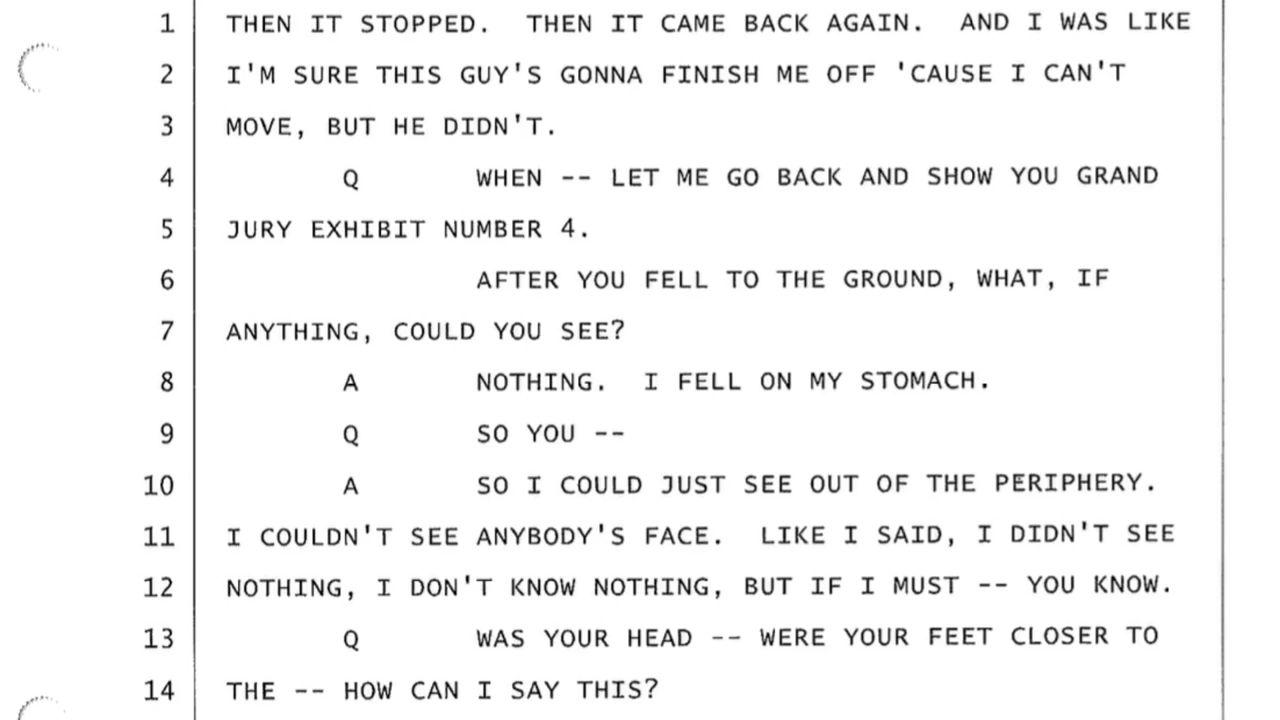 1 THEN IT STOPPED. THEN IT CAME BACK AGAIN. AND I WAS LIKE
2 I'M SURE THIS GUY'S GONNA FINISH ME OFF 'CAUSE I CAN'T
3 MOVE, BUT HE DIDN'T.
4 Q WHEN -- LET ME GO BACK AND SHOW YOU GRAND
5 JURY EXHIBIT NUMBER 4.
6 AFTER YOU FELL TO THE GROUND, WHAT, IF
7 ANYTHING, COULD YOU SEE?
8 A NOTHING. I FELL ON MY STOMACH.
9 Q SO YOU --
10 A SO I COULD JUST SEE OUT OF THE PERIPHERY.
11 I COULDN'T SEE ANYBODY'S FACE. LIKE I SAID, I DIDN'T SEE
12 NOTHING, I DON'T KNOW NOTHING, BUT IF I MUST -- YOU KNOW.
13 Q WAS YOUR HEAD -- WERE YOUR FEET CLOSER TO
14 THE -- HOW CAN I SAY THIS?